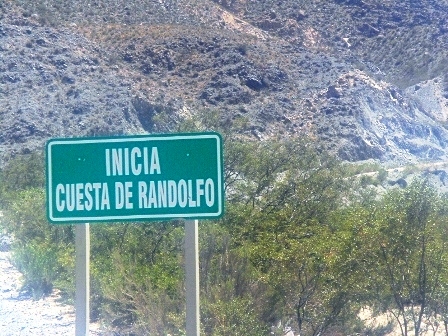 INICIA
CUESTA DE RANDOLFO